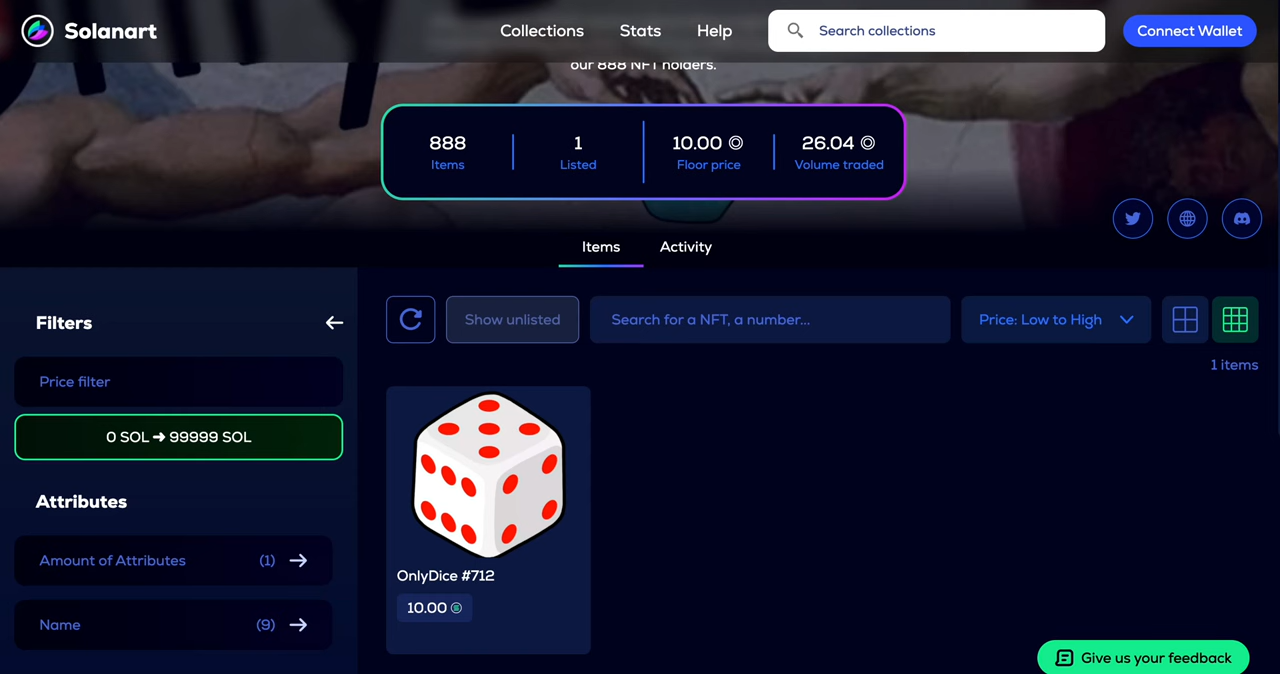 Solanart
Collections
Stats
Help
Search collections
Connect Wallet
our 888 NFT holders.
888
Items
1
Listed
10.00
Floor price
26.04
Volume traded
Items
Activity
Filters
Price filter
0 SOL ➜ 99999 SOL
Attributes
Amount of Attributes (1)
Name (9)
Show unlisted
Search for a NFT, a number...
Price: Low to High
1 items
OnlyDice #712
10.00
Give us your feedback